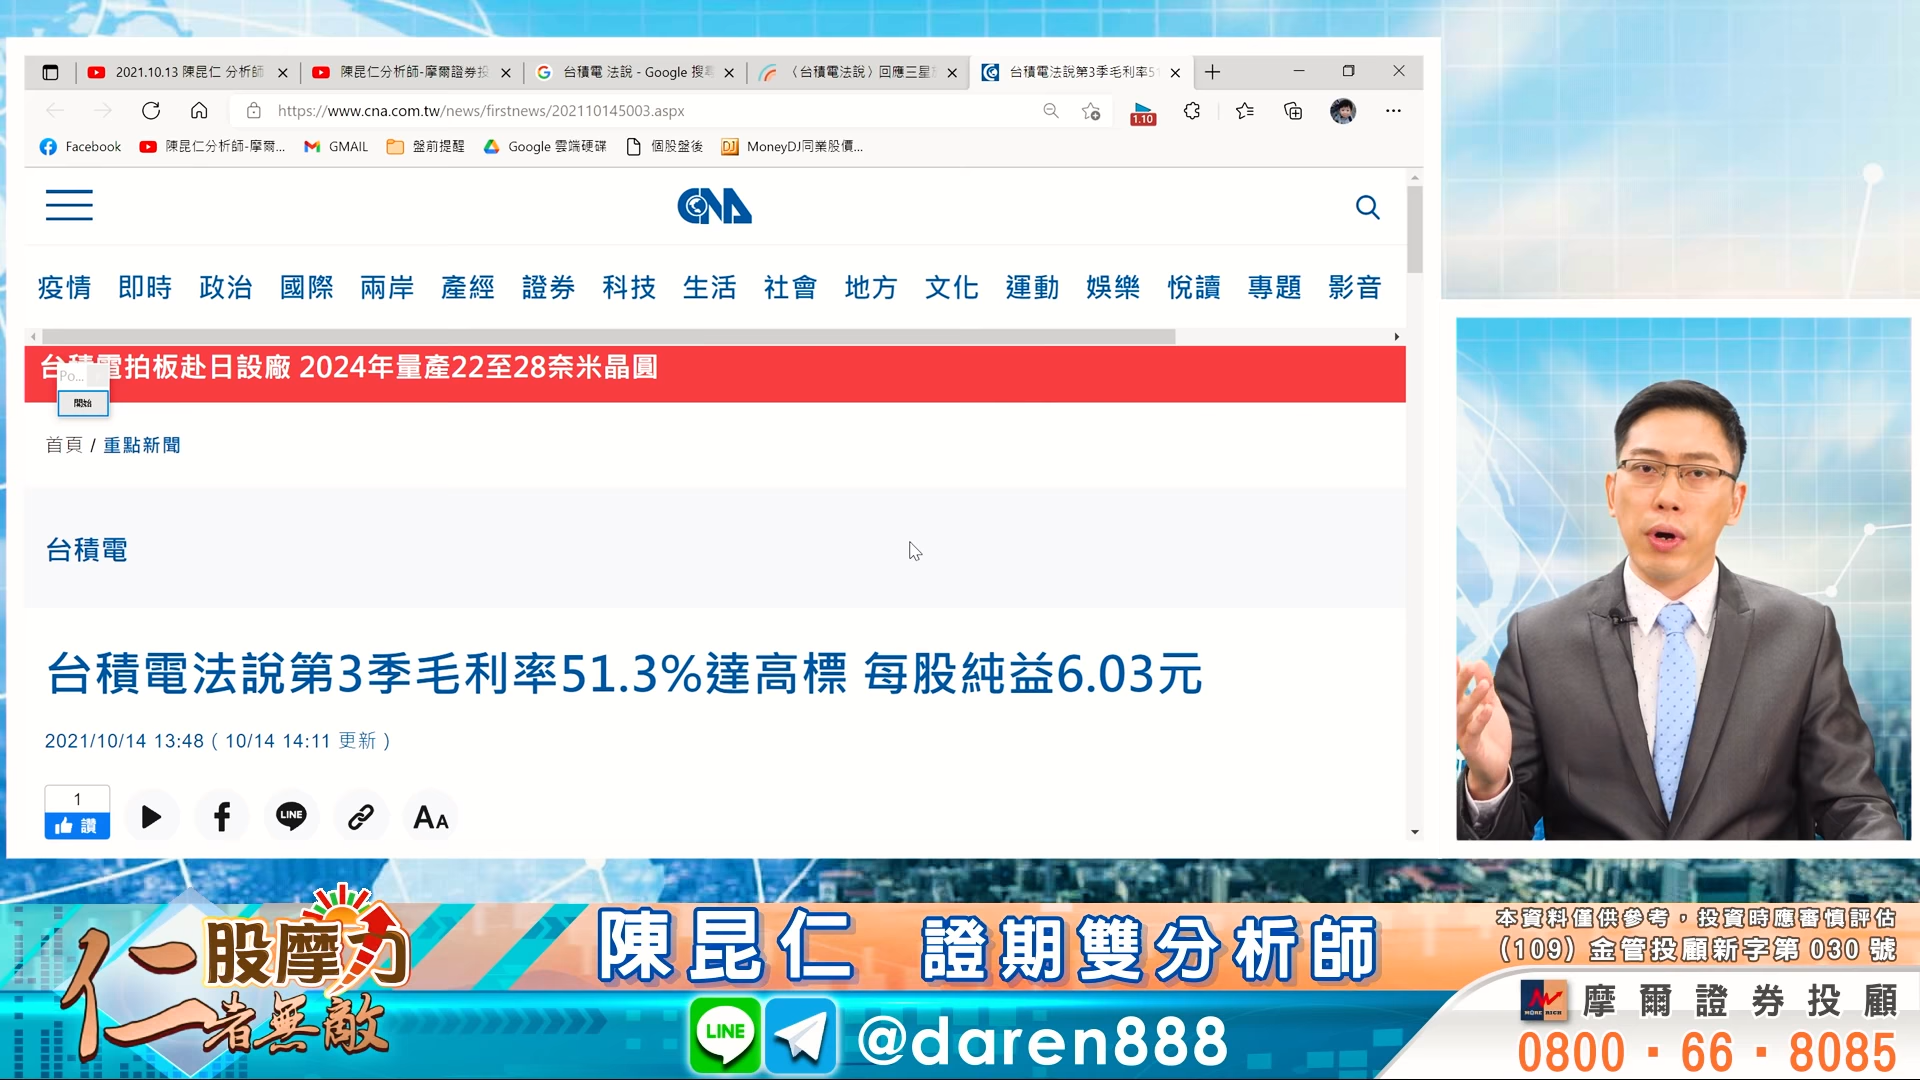 2021.10.13 陳昆仁 分析師
陳昆仁分析師-摩爾證券投
台積電 法說 - Google 搜尋
〈台積電法說〉回應三星
台積電法說第3季毛利率51
https://www.cna.com.tw/news/firstnews/202110145003.aspx
1.10
Facebook
陳昆仁分析師-摩爾...
GMAIL
盤前提醒
Google 雲端硬碟
個股盤後
MoneyDJ同業股價...
CNA
疫情 即時 政治 國際 兩岸 產經 證券 科技 生活 社會 地方 文化 運動 娛樂 悅讀 專題 影音
台積電拍板赴日設廠 2024年量產22至28奈米晶圓
Po...
開始
首頁 / 重點新聞
台積電
台積電法說第3季毛利率51.3%達高標 每股純益6.03元
2021/10/14 13:48 ( 10/14 14:11 更新 )
1
讚
LINE
AA
股摩力
仁者無敵
陳昆仁 證期雙分析師
LINE
@daren888
本資料僅供參考，投資時應審慎評估
(109) 金管投顧新字第 030 號
MORE RICH
摩爾證券投顧
0800・66・8085